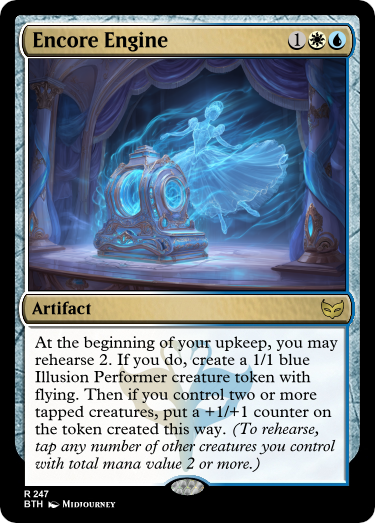 Encore Engine 1
Artifact
At the beginning of your upkeep, you may
rehearse 2. If you do, create a 1/1 blue
Illusion Performer creature token with
flying. Then if you control two or more
tapped creatures, put a +1/+1 counter on
the token created this way. (To rehearse,
tap any number of other creatures you control
with total mana value 2 or more.)
R 247
BTH Midjourney